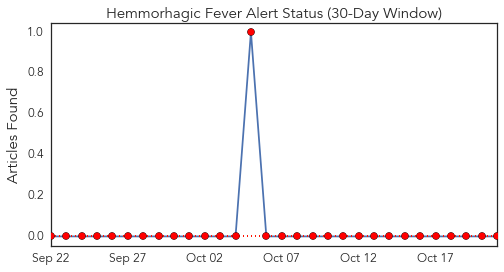 Hemmorhagic Fever Alert Status (30-Day Window)
Articles Found
1.0
0.8
0.6
0.4
0.2
0.0
Sep 22 Sep 27 Oct 02 Oct 07 Oct 12 Oct 17